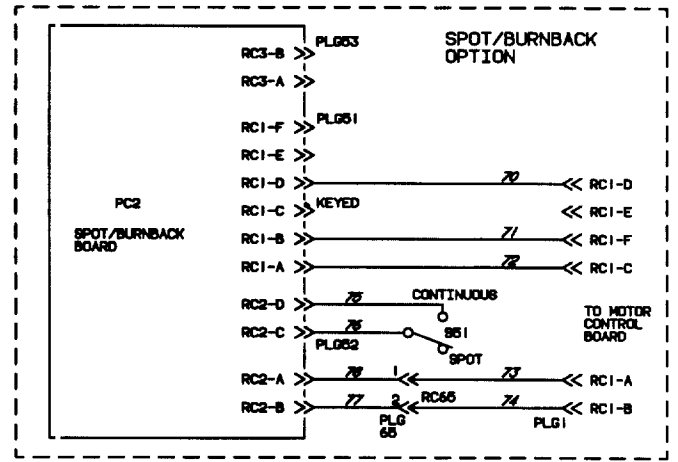 SPOT/BURNBACK
OPTION
RC3-B PLG53
RC3-A
RC1-F PLG51
RC1-E
RC1-D 70 RC1-D
PC2 RC1-C KEYED RC1-E
SPOT/BURNBACK
BOARD
RC1-B 71 RC1-F
RC1-A 72 RC1-C
RC2-D 75 CONTINUOUS
TO MOTOR
CONTROL
BOARD
RC2-C 76 S51
PLG52
SPOT
RC2-A 78 1 73 RC1-A
RC2-B 77 2 RC65 74 RC1-B
PLG
65
PLG1